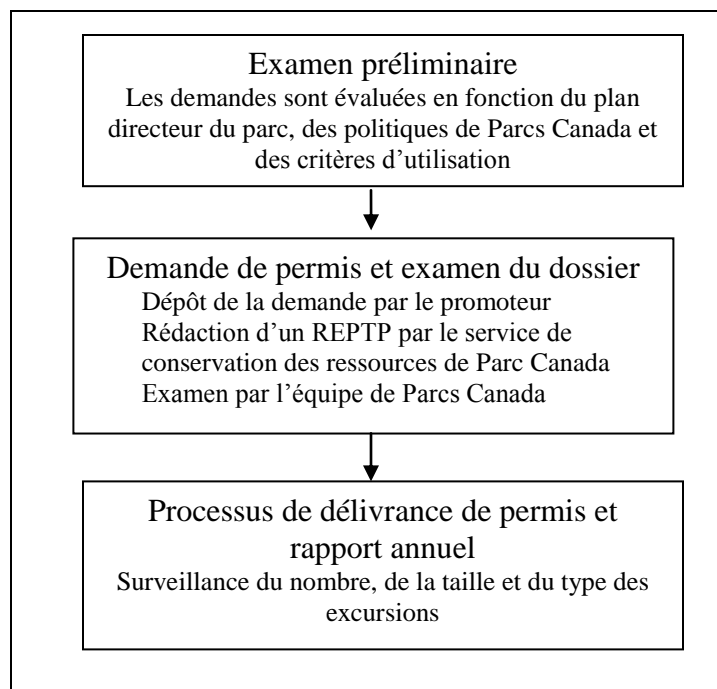 Examen préliminaire
Les demandes sont évaluées en fonction du plan
directeur du parc, des politiques de Parcs Canada et
des critères d’utilisation
Demande de permis et examen du dossier
Dépôt de la demande par le promoteur
Rédaction d’un REPTP par le service de
conservation des ressources de Parc Canada
Examen par l’équipe de Parcs Canada
Processus de délivrance de permis et
rapport annuel
Surveillance du nombre, de la taille et du type des
excursions